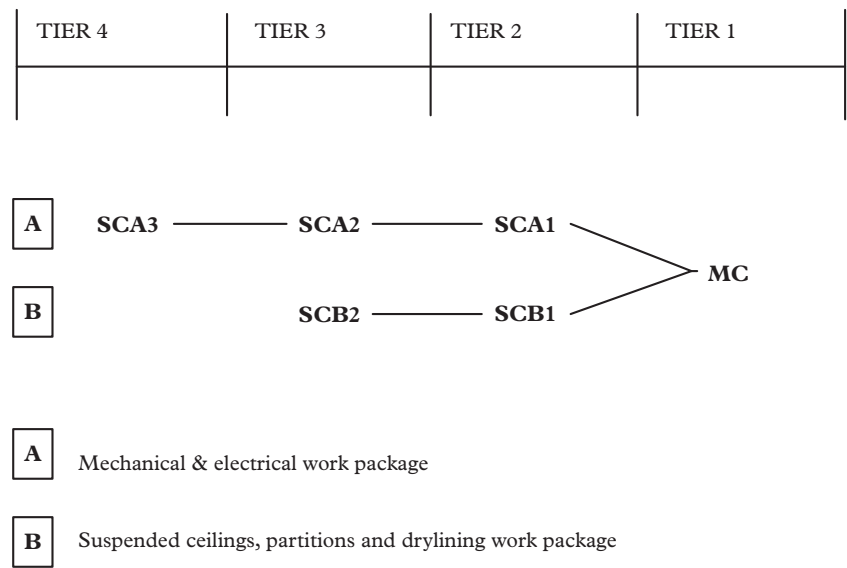 TIER 4 TIER 3 TIER 2 TIER 1
A SCA3 SCA2 SCA1
MC
B SCB2 SCB1
A Mechanical & electrical work package
B Suspended ceilings, partitions and drylining work package